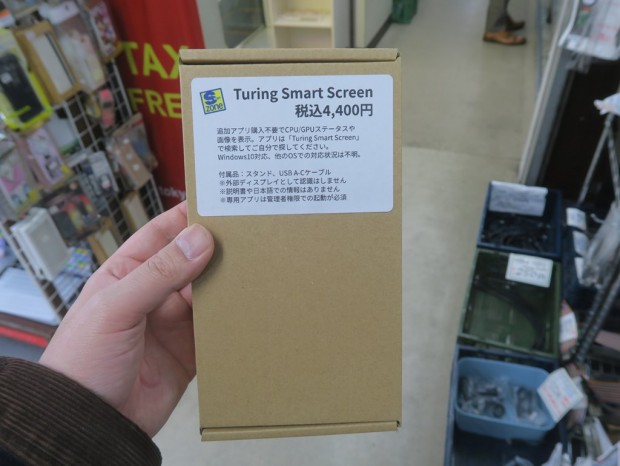 TAX
FREE
toky
S
zone
Turing Smart Screen
税込4,400円
追加アプリ購入不要でCPU/GPUステータスや
画像を表示。アプリは「Turing Smart Screen」
で検索してご自分で探してください。
Windows10対応、他のOSでの対応状況は不明。
付属品：スタンド、USB A-Cケーブル
※外部ディスプレイとして認識はしません
※説明書や日本語での情報はありません
※専用アプリは管理者権限での起動が必須